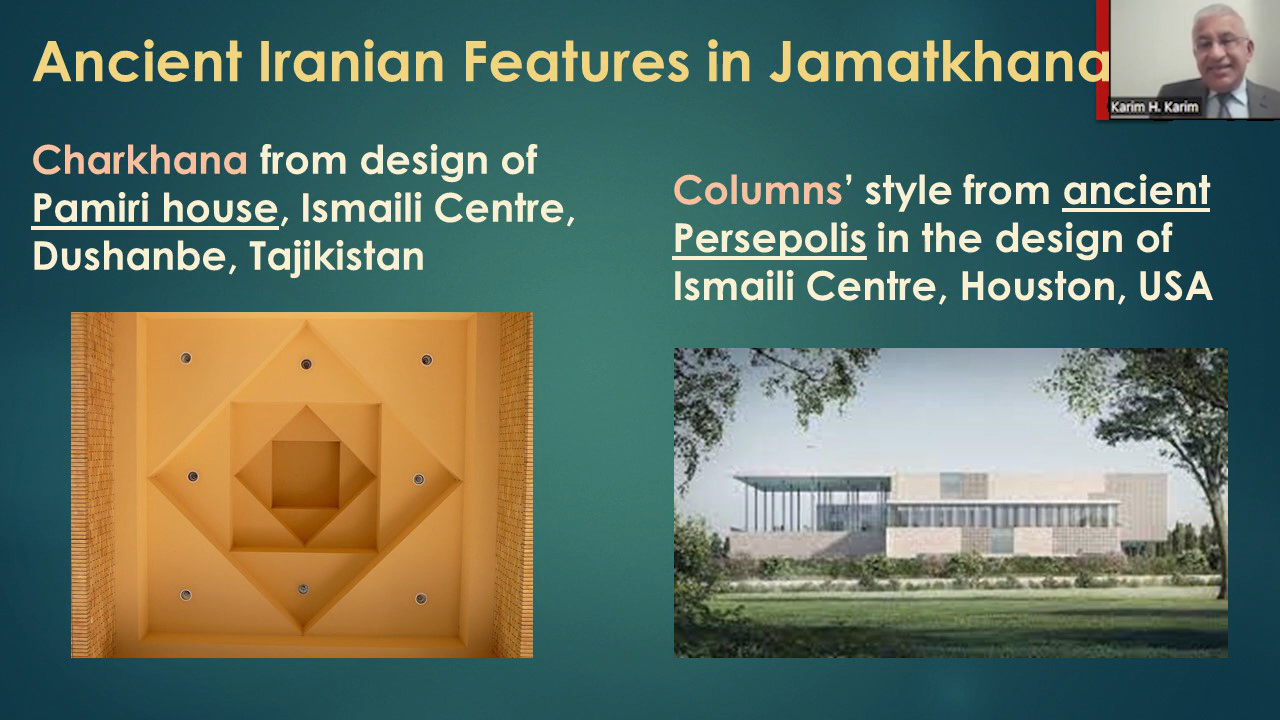 Ancient Iranian Features in Jamatkhana
Karim H. Karim
Charkhana from design of
Pamiri house, Ismaili Centre,
Dushanbe, Tajikistan
Columns’ style from ancient
Persepolis in the design of
Ismaili Centre, Houston, USA